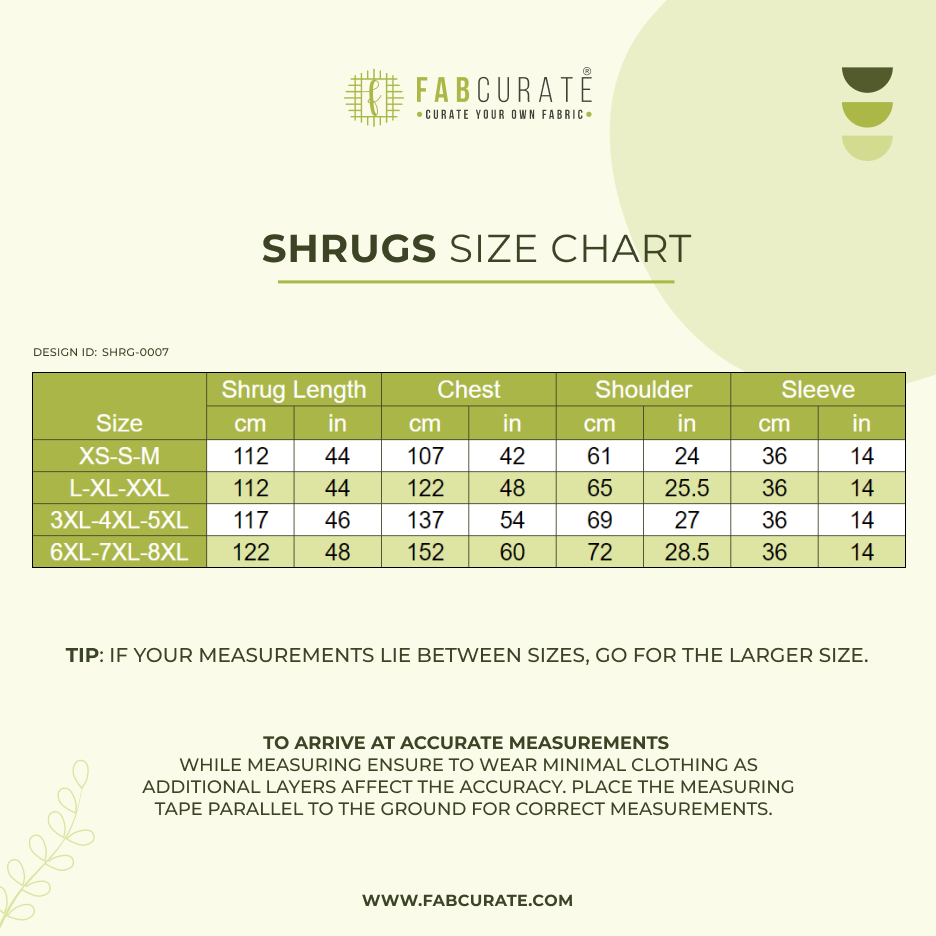 FABCURATE®
•CURATE YOUR OWN FABRIC•
SHRUGS SIZE CHART
DESIGN ID: SHRG-0007
Size Shrug Length Chest Shoulder Sleeve
cm in cm in cm in cm in
XS-S-M 112 44 107 42 61 24 36 14
L-XL-XXL 112 44 122 48 65 25.5 36 14
3XL-4XL-5XL 117 46 137 54 69 27 36 14
6XL-7XL-8XL 122 48 152 60 72 28.5 36 14
TIP: IF YOUR MEASUREMENTS LIE BETWEEN SIZES, GO FOR THE LARGER SIZE.
TO ARRIVE AT ACCURATE MEASUREMENTS
WHILE MEASURING ENSURE TO WEAR MINIMAL CLOTHING AS
ADDITIONAL LAYERS AFFECT THE ACCURACY. PLACE THE MEASURING
TAPE PARALLEL TO THE GROUND FOR CORRECT MEASUREMENTS.
WWW.FABCURATE.COM